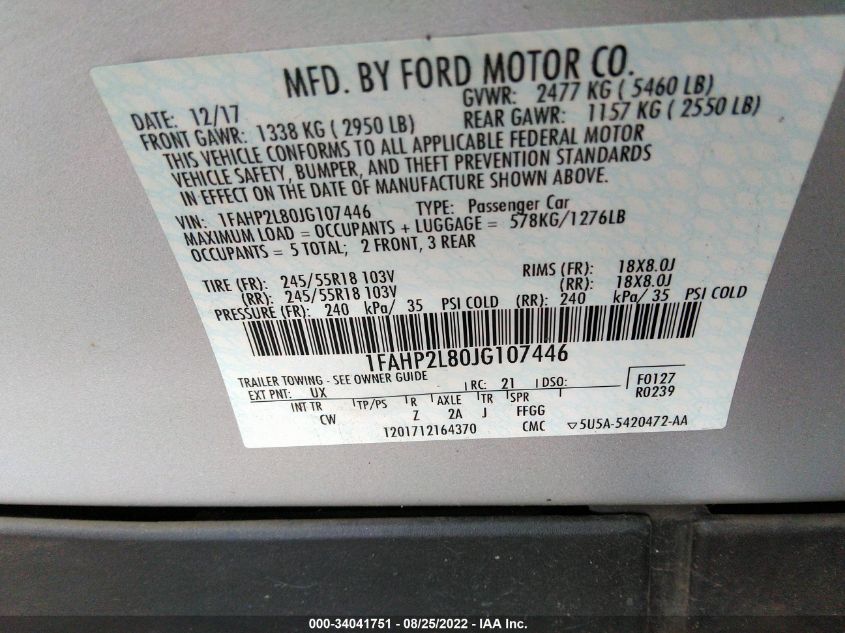 MFD. BY FORD MOTOR CO.
DATE: 12/17 GVWR: 2477 KG ( 5460 LB)
FRONT GAWR: 1338 KG ( 2950 LB) REAR GAWR: 1157 KG ( 2550 LB)
THIS VEHICLE CONFORMS TO ALL APPLICABLE FEDERAL MOTOR
VEHICLE SAFETY, BUMPER, AND THEFT PREVENTION STANDARDS
IN EFFECT ON THE DATE OF MANUFACTURE SHOWN ABOVE.
VIN: 1FAHP2L80JG107446 TYPE: Passenger Car
MAXIMUM LOAD = OCCUPANTS + LUGGAGE = 578KG/1276LB
OCCUPANTS = 5 TOTAL; 2 FRONT, 3 REAR
TIRE (FR): 245/55R18 103V RIMS (FR): 18X8.0J
(RR): 245/55R18 103V (RR): 18X8.0J
PRESSURE (FR): 240 kPa/ 35 PSI COLD (RR): 240 kPa/ 35 PSI COLD
1FAHP2L80JG107446
TRAILER TOWING - SEE OWNER GUIDE
EXT PNT: UX RC: 21 DSO: F0127
R0239
INT TR TP/PS R AXLE TR SPR
CW Z 2A J FFGG
1201712164370 CMC ▽5U5A-5420472-AA
000-34041751 - 08/25/2022 - IAA Inc.